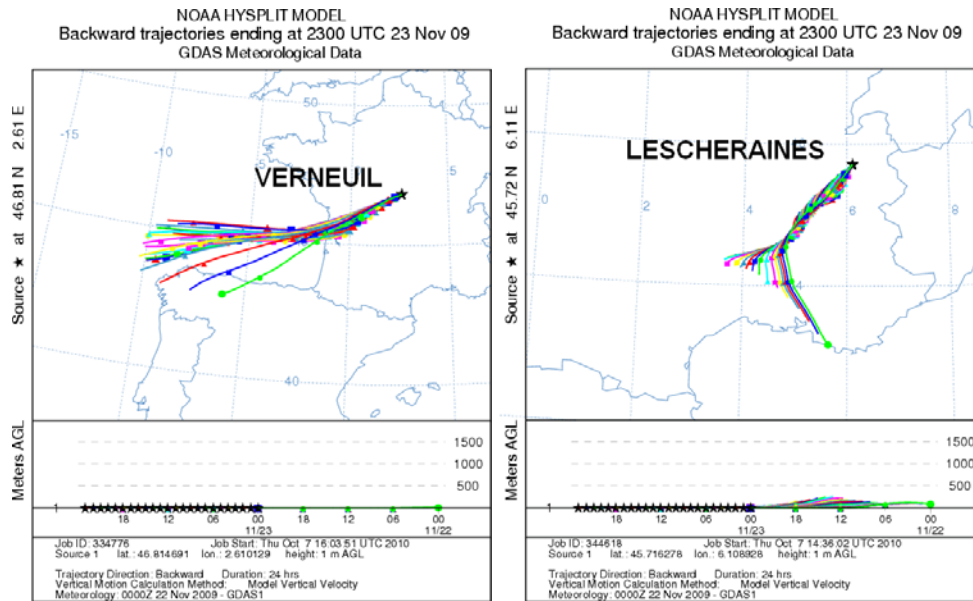 NOAA HYSPLIT MODEL
Backward trajectories ending at 2300 UTC 23 Nov 09
GDAS Meteorological Data
Source ★ at 46.81 N 2.61 E
-15
-10
-5
50
5
45
40
VERNEUIL
Meters AGL
1500
1000
500
1
18 12 06 00 18 12 06 00
11/23 11/22
Job ID: 334776 Job Start: Thu Oct 7 16:03:51 UTC 2010
Source 1 lat.: 46.814691 lon.: 2.610129 height: 1 m AGL
Trajectory Direction: Backward Duration: 24 hrs
Vertical Motion Calculation Method: Model Vertical Velocity
Meteorology: 0000Z 22 Nov 2009 - GDAS1
NOAA HYSPLIT MODEL
Backward trajectories ending at 2300 UTC 23 Nov 09
GDAS Meteorological Data
Source ★ at 45.72 N 6.11 E
LESCHERAINES
0
2
4
6
8
Meters AGL
1500
1000
500
1
18 12 06 00 18 12 06 00
11/23 11/22
Job ID: 344618 Job Start: Thu Oct 7 14:36:02 UTC 2010
Source 1 lat.: 45.716278 lon.: 6.108928 height: 1 m AGL
Trajectory Direction: Backward Duration: 24 hrs
Vertical Motion Calculation Method: Model Vertical Velocity
Meteorology: 0000Z 22 Nov 2009 - GDAS1